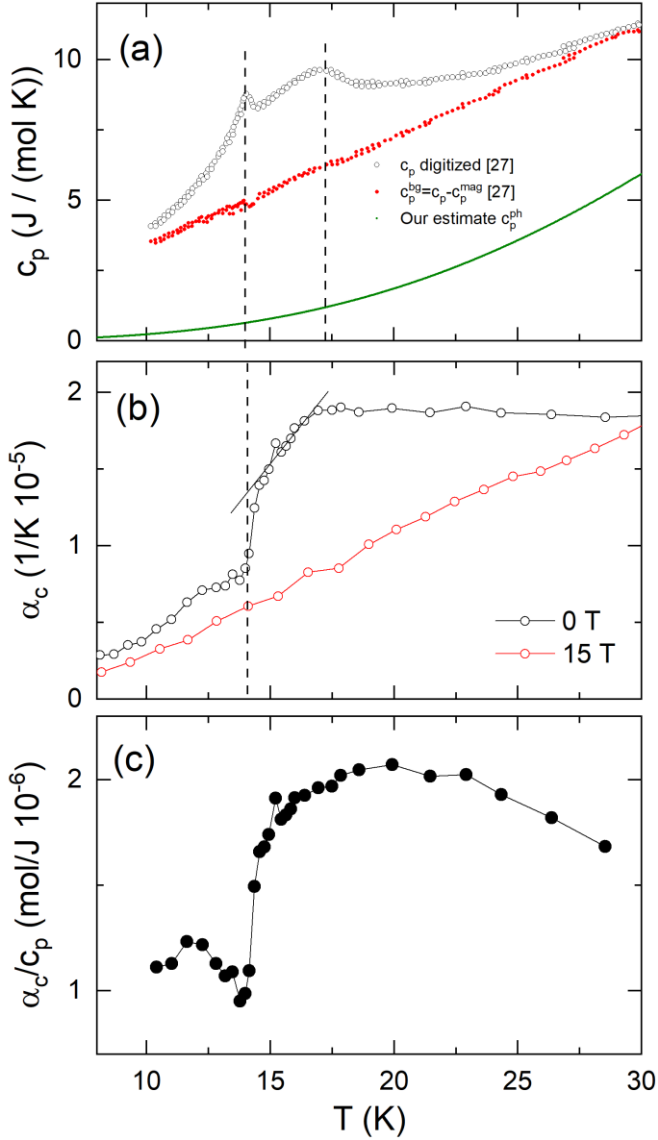 (a)
10
5
0
c_p (J / (mol K))
c_p digitized [27]
c_p^bg=c_p-c_p^mag [27]
Our estimate c_p^ph
(b)
2
1
0
α_c (1/K 10^-5)
0 T
15 T
(c)
2
1
α_c/c_p (mol/J 10^-6)
10 15 20 25 30
T (K)